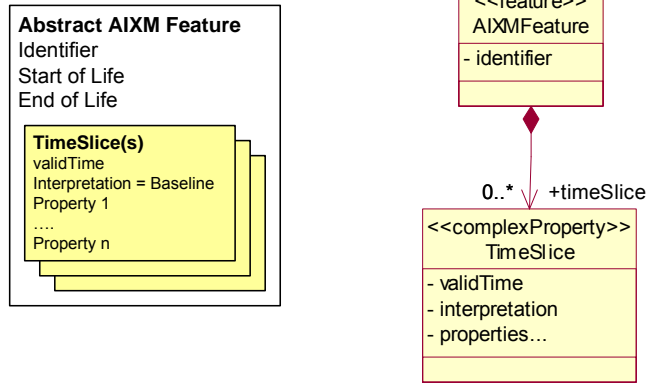 Abstract AIXM Feature
Identifier
Start of Life
End of Life
TimeSlice(s)
validTime
Interpretation = Baseline
Property 1
....
Property n
<<feature>>
AIXMFeature
- identifier
0..* +timeSlice
<<complexProperty>>
TimeSlice
- validTime
- interpretation
- properties...